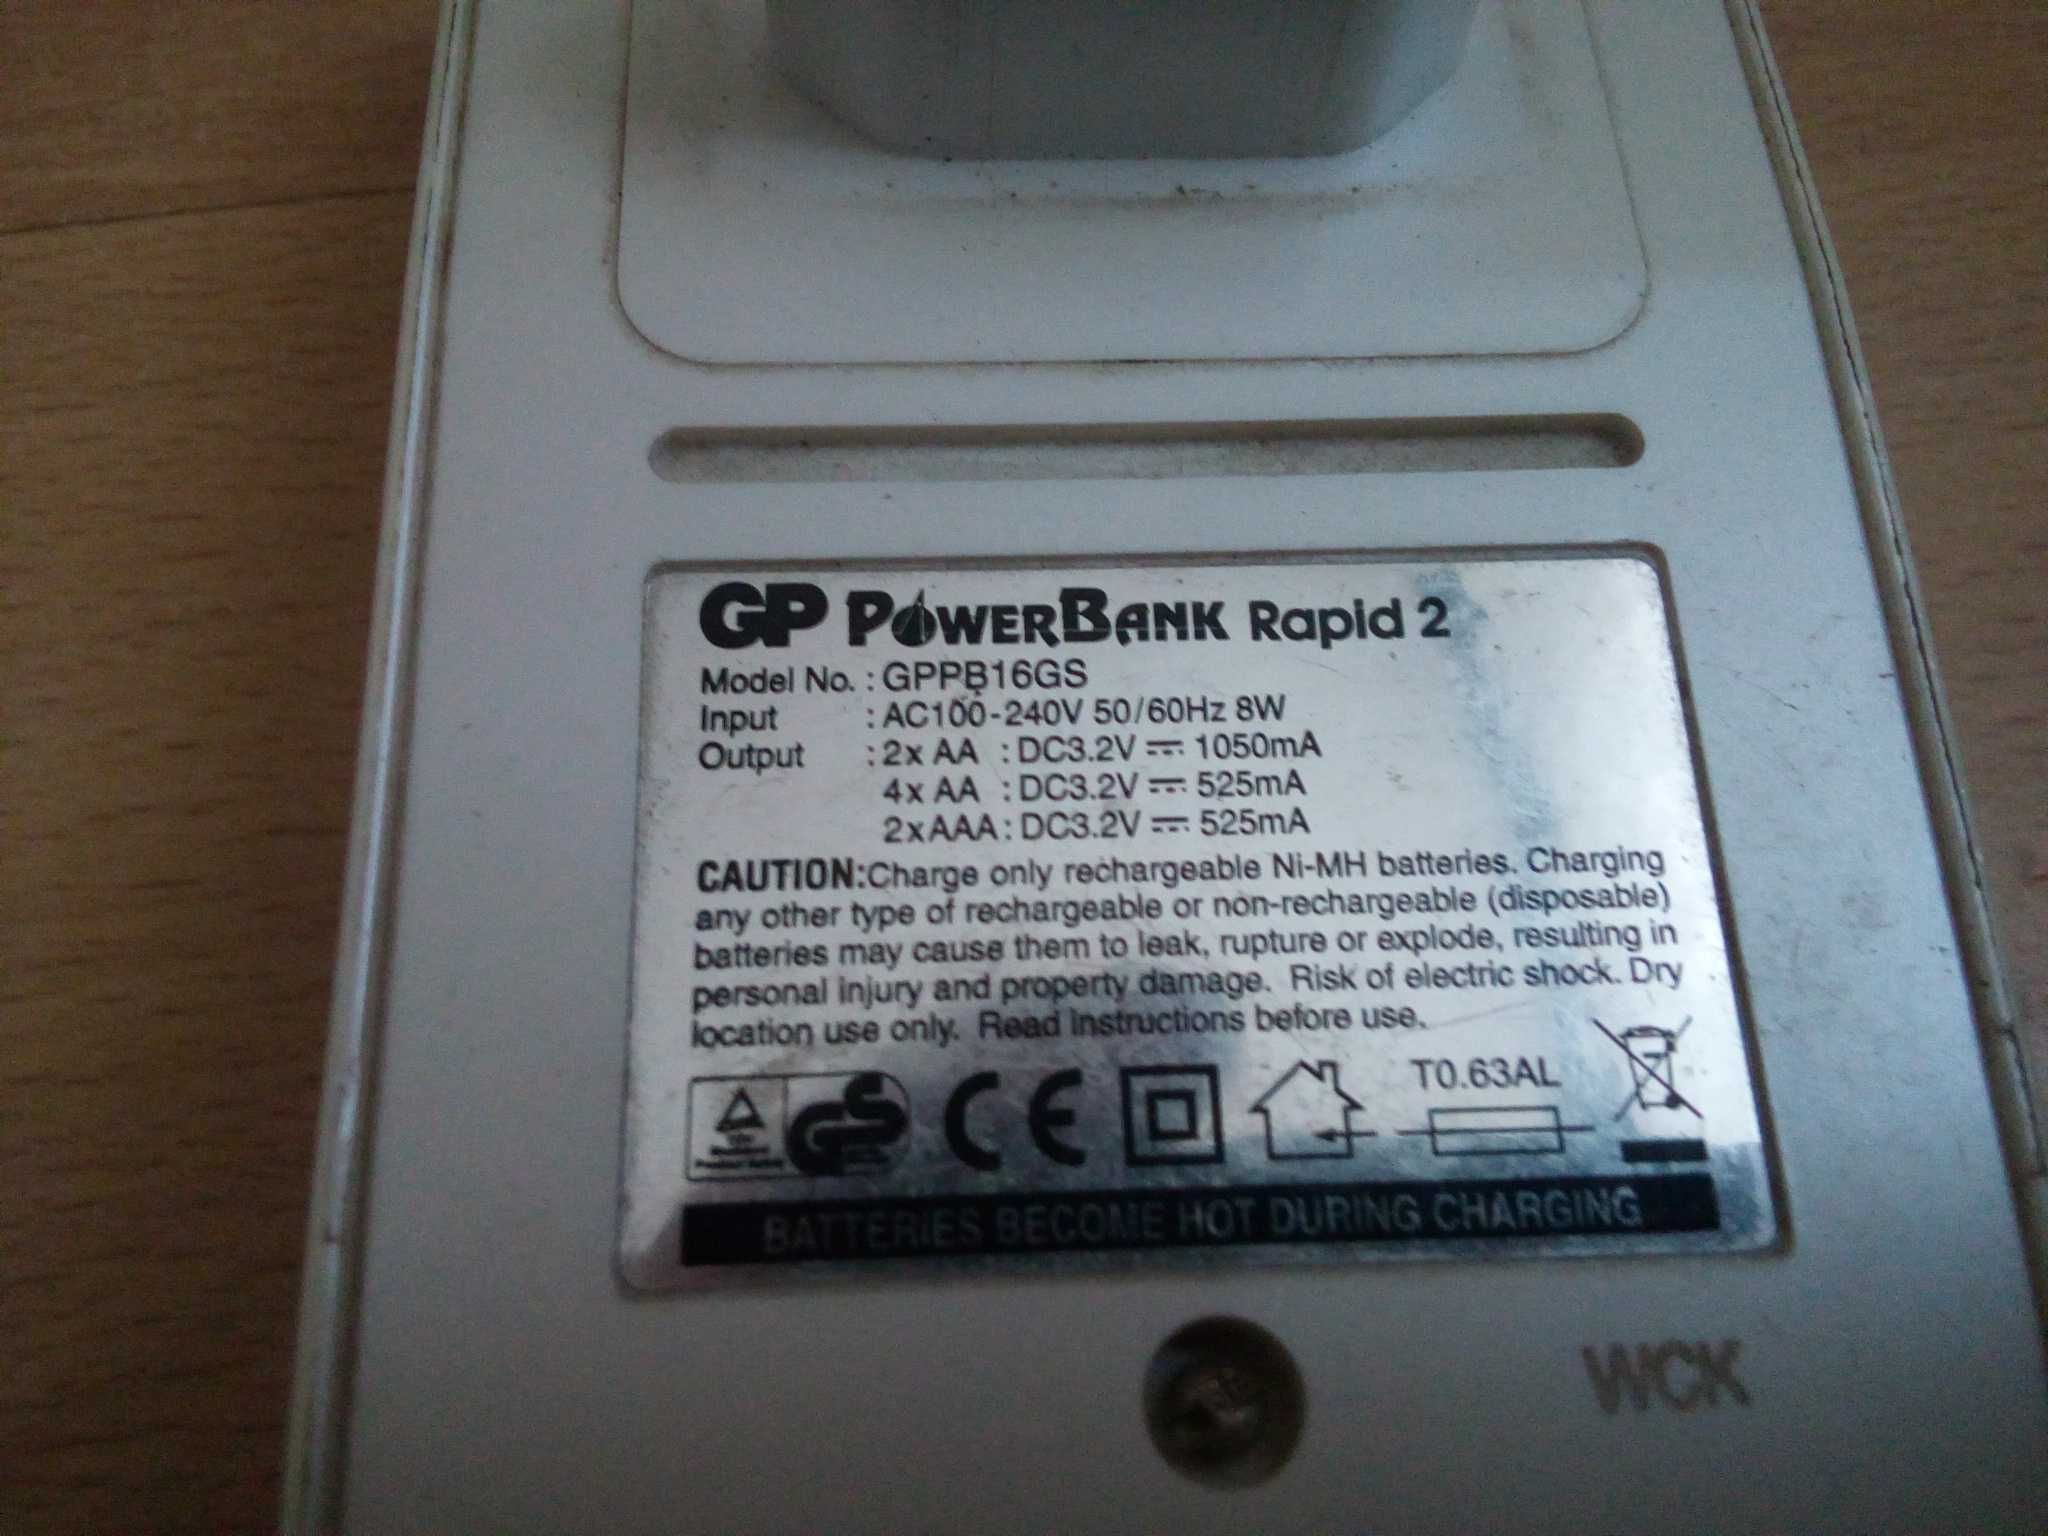 GP POWERBANK Rapid 2
Model No. : GPPB16GS
Input : AC100-240V 50/60Hz 8W
Output : 2x AA : DC3.2V ⎓ 1050mA
4x AA : DC3.2V ⎓ 525mA
2xAAA : DC3.2V ⎓ 525mA
CAUTION:Charge only rechargeable Ni-MH batteries. Charging
any other type of rechargeable or non-rechargeable (disposable)
batteries may cause them to leak, rupture or explode, resulting in
personal injury and property damage. Risk of electric shock. Dry
location use only. Read instructions before use.
GS CE T0.63AL
BATTERIES BECOME HOT DURING CHARGING
WCK